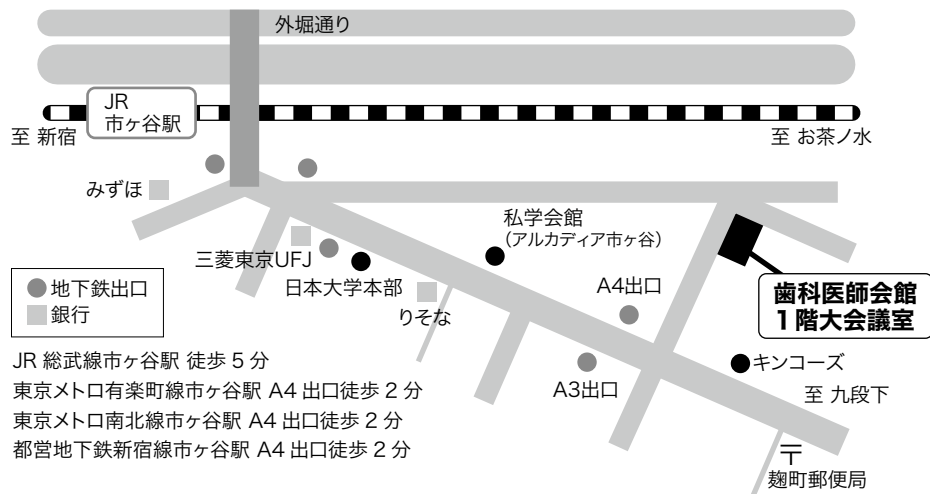 外堀通り
JR
市ヶ谷駅
至 新宿
至 お茶ノ水
みずほ
私学会館
(アルカディア市ヶ谷)
三菱東京UFJ
日本大学本部
りそな
A4出口
地下鉄出口
銀行
歯科医師会館
1階大会議室
A3出口
キンコーズ
至 九段下
JR 総武線市ヶ谷駅 徒歩 5 分
東京メトロ有楽町線市ヶ谷駅 A4 出口徒歩 2 分
東京メトロ南北線市ヶ谷駅 A4 出口徒歩 2 分
都営地下鉄新宿線市ヶ谷駅 A4 出口徒歩 2 分
〒
麹町郵便局